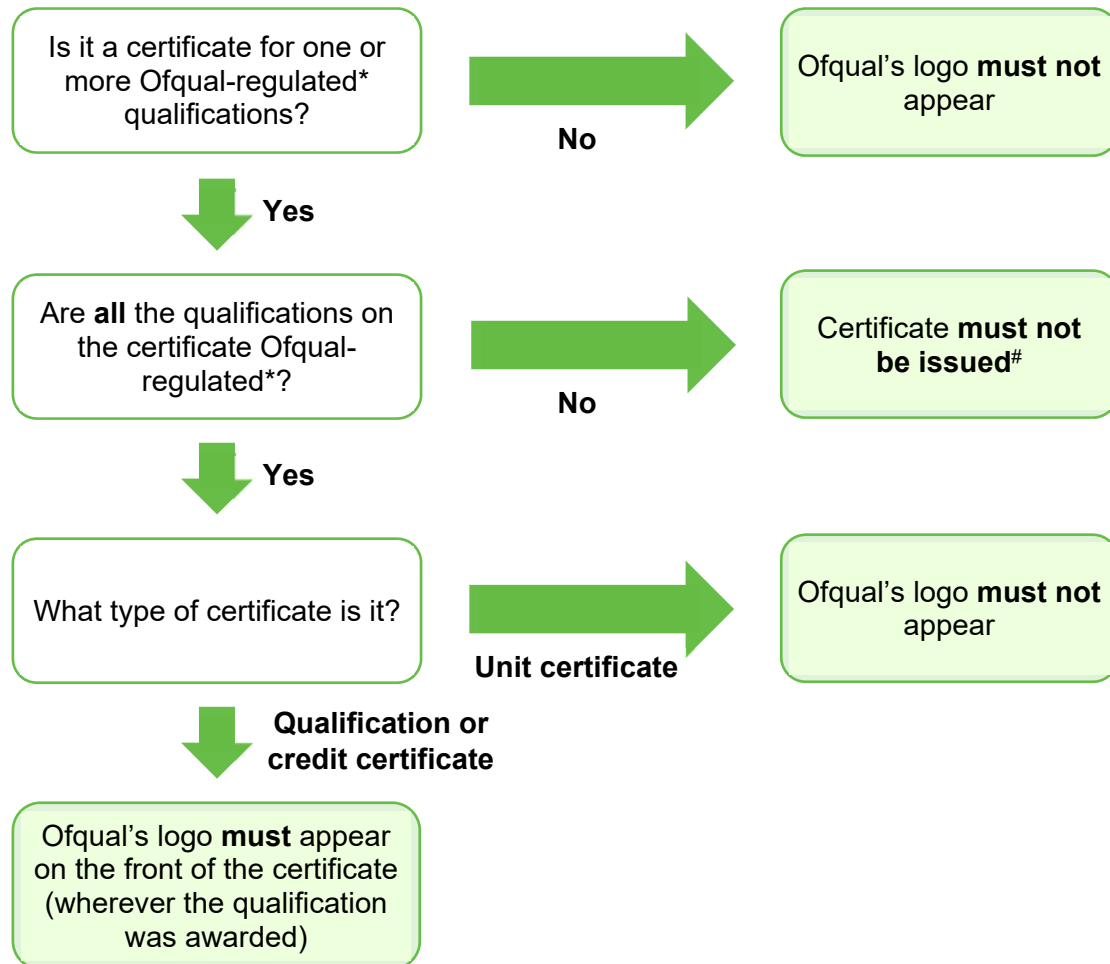 Is it a certificate for one or
more Ofqual-regulated*
qualifications?
No
Ofqual’s logo must not
appear
Yes
Are all the qualifications on
the certificate Ofqual-
regulated*?
No
Certificate must not
be issued#
Yes
What type of certificate is it?
Unit certificate
Ofqual’s logo must not
appear
Qualification or
credit certificate
Ofqual’s logo must appear
on the front of the certificate
(wherever the qualification
was awarded)